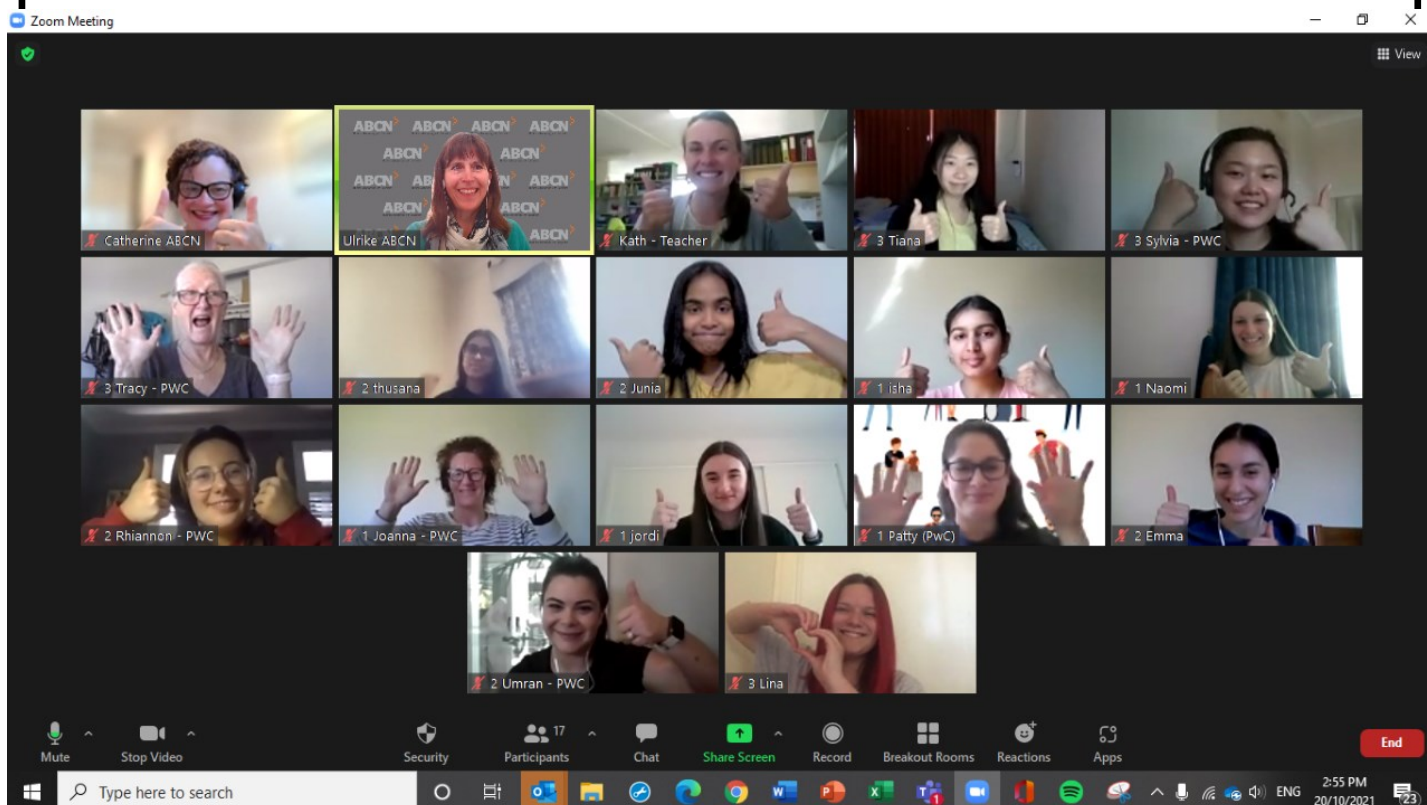 Zoom Meeting
View
ABCN ABCN ABCN ABCN
ABCN ABCN
ABCN AB N ABCN
ABCN ABCN
ABCN
Catherine ABCN
Ulrike ABCN
Kath - Teacher
3 Tiana
3 Sylvia - PWC
3 Tracy - PWC
2 thusana
2 Junia
1 isha
1 Naomi
2 Rhiannon - PWC
1 Joanna - PWC
1 jordi
1 Patty (PwC)
2 Emma
2 Umran - PWC
3 Lina
Mute
Stop Video
Security
17
Participants
Chat
Share Screen
Record
Breakout Rooms
Reactions
Apps
End
Type here to search
ENG
2:55 PM
20/10/2021
23